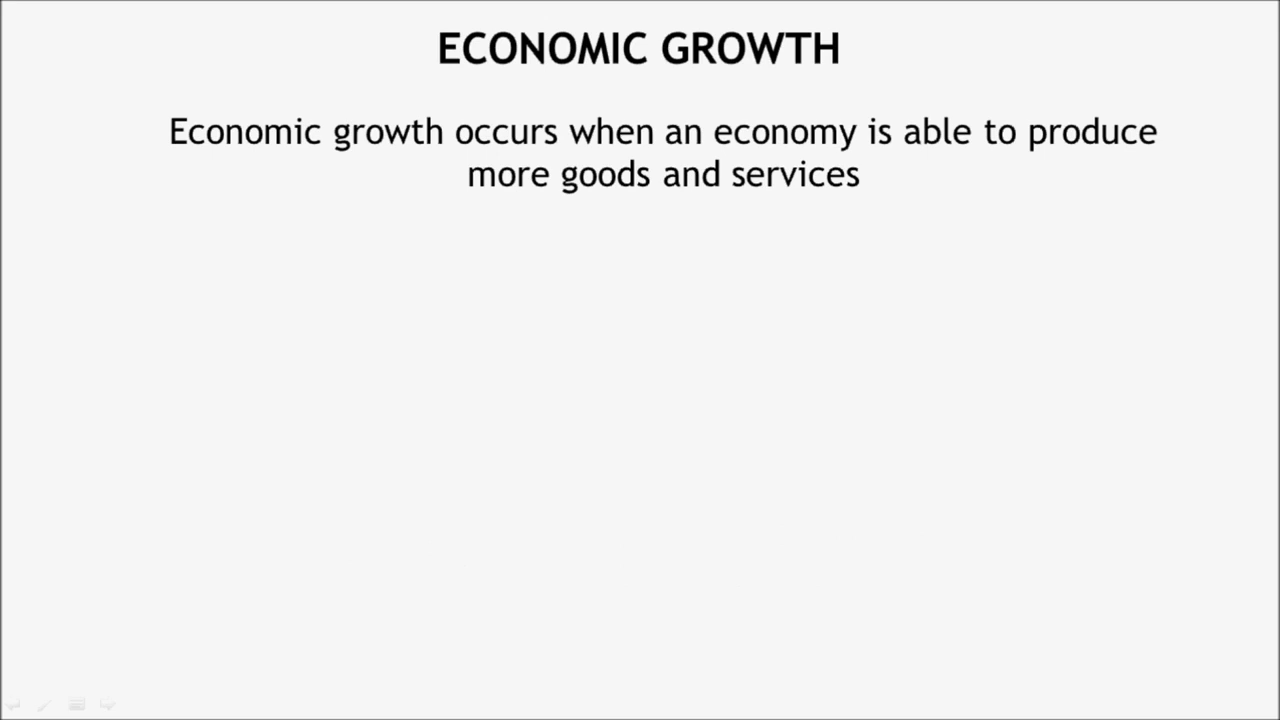 ECONOMIC GROWTH
Economic growth occurs when an economy is able to produce
more goods and services